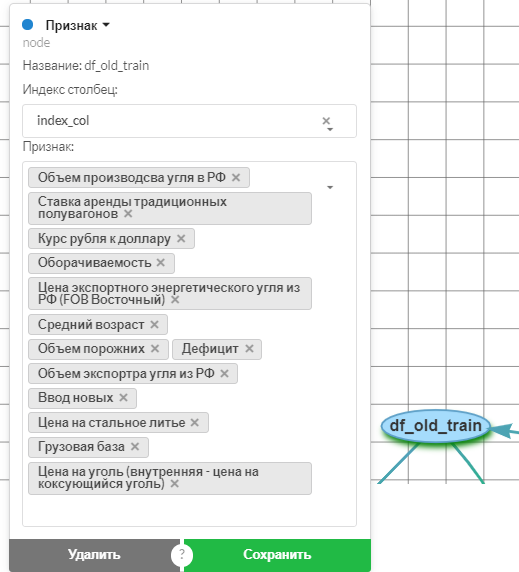 Признак
node
Название: df_old_train
Индекс столбец:
index_col ×
Признак:
Объем производсва угля в РФ ×
Ставка аренды традиционных
полувагонов ×
Курс рубля к доллару ×
Оборачиваемость ×
Цена экспортного энергетического угля из
РФ (FOB Восточный) ×
Средний возраст ×
Объем порожних × Дефицит ×
Объем экспортра угля из РФ ×
Ввод новых ×
Цена на стальное литье ×
Грузовая база ×
Цена на уголь (внутренняя - цена на
коксующийся уголь) ×
df_old_train
Удалить ? Сохранить